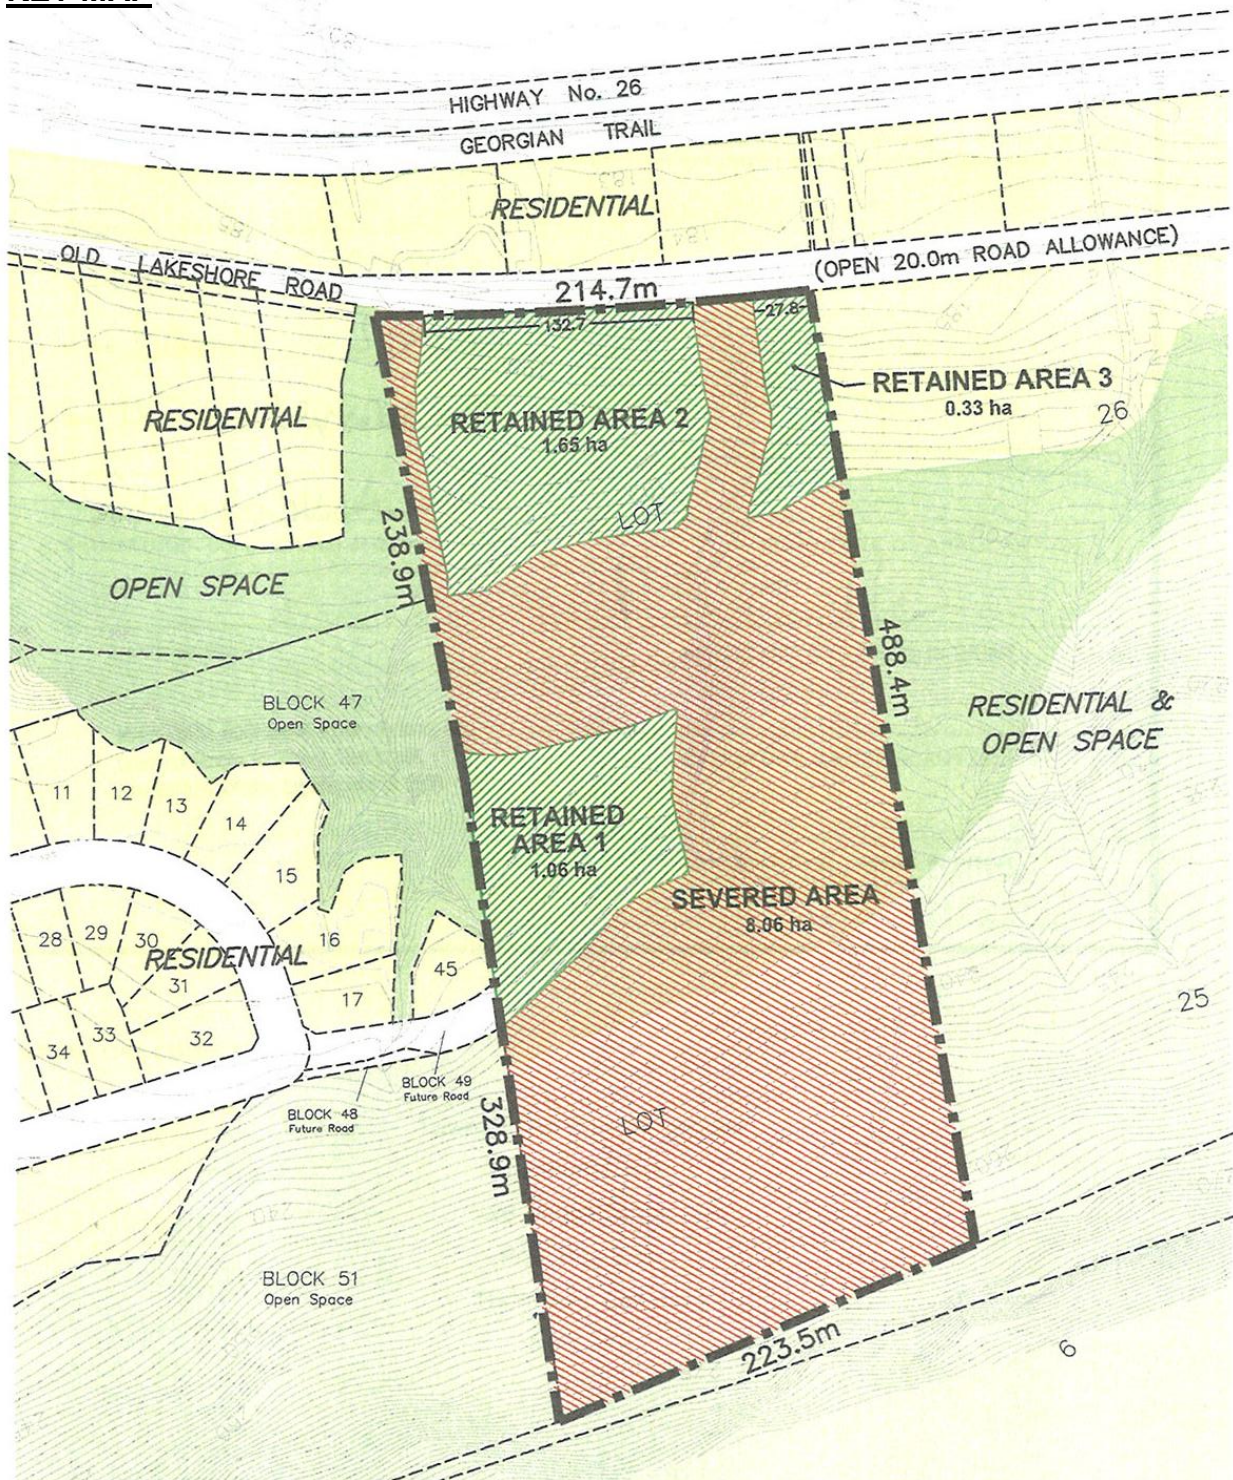 KEY MAP
HIGHWAY No. 26
GEORGIAN TRAIL
RESIDENTIAL
OLD LAKESHORE ROAD
(OPEN 20.0m ROAD ALLOWANCE)
214.7m
132.7
27.8
RESIDENTIAL
RETAINED AREA 2
1.65 ha
RETAINED AREA 3
0.33 ha
26
LOT
238.9m
OPEN SPACE
488.4m
BLOCK 47
Open Space
RESIDENTIAL &
OPEN SPACE
11
12
13
14
15
RETAINED
AREA 1
1.06 ha
SEVERED AREA
8.06 ha
28
29
30
RESIDENTIAL
16
45
31
17
25
34
33
32
BLOCK 49
Future Road
BLOCK 48
Future Road
328.9m
LOT
240
BLOCK 51
Open Space
223.5m
6